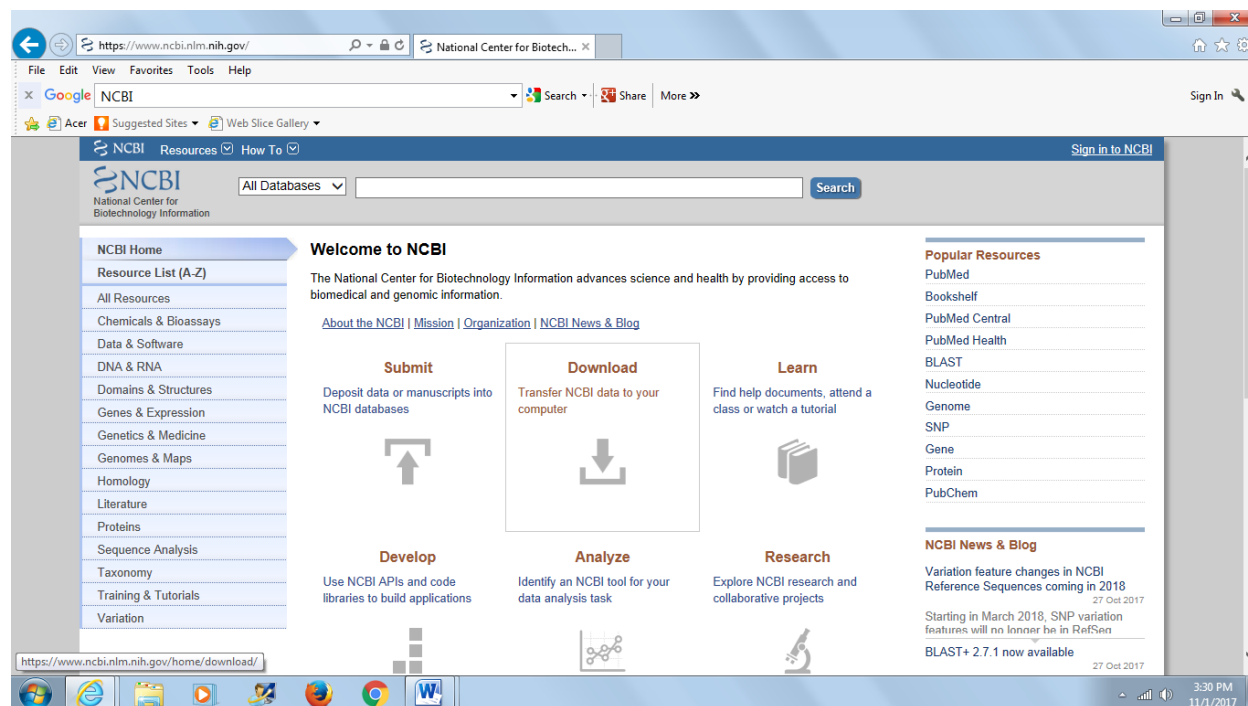 https://www.ncbi.nlm.nih.gov/
National Center for Biotech...
File Edit View Favorites Tools Help
x Google NCBI Search Share More » Sign In
Acer Suggested Sites Web Slice Gallery
NCBI Resources How To Sign in to NCBI
NCBI
National Center for
Biotechnology Information
All Databases Search
NCBI Home
Resource List (A-Z)
All Resources
Chemicals & Bioassays
Data & Software
DNA & RNA
Domains & Structures
Genes & Expression
Genetics & Medicine
Genomes & Maps
Homology
Literature
Proteins
Sequence Analysis
Taxonomy
Training & Tutorials
Variation
Welcome to NCBI
The National Center for Biotechnology Information advances science and health by providing access to
biomedical and genomic information.
About the NCBI | Mission | Organization | NCBI News & Blog
Submit
Deposit data or manuscripts into
NCBI databases
Download
Transfer NCBI data to your
computer
Learn
Find help documents, attend a
class or watch a tutorial
Develop
Use NCBI APIs and code
libraries to build applications
Analyze
Identify an NCBI tool for your
data analysis task
Research
Explore NCBI research and
collaborative projects
Popular Resources
PubMed
Bookshelf
PubMed Central
PubMed Health
BLAST
Nucleotide
Genome
SNP
Gene
Protein
PubChem
NCBI News & Blog
Variation feature changes in NCBI
Reference Sequences coming in 2018
27 Oct 2017
Starting in March 2018, SNP variation
features will no longer be in RefSeq
BLAST+ 2.7.1 now available
27 Oct 2017
https://www.ncbi.nlm.nih.gov/home/download/
3:30 PM
11/1/2017